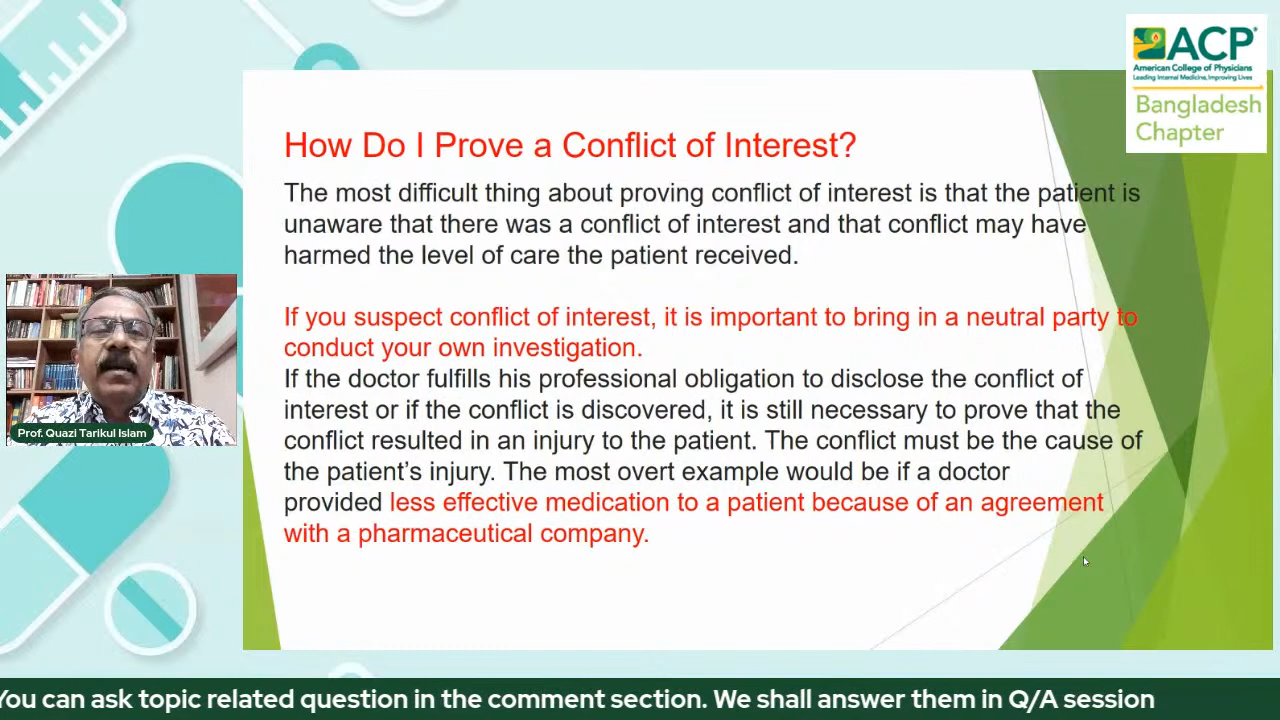 ACP®
American College of Physicians
Leading Internal Medicine, Improving Lives
Bangladesh
Chapter
How Do I Prove a Conflict of Interest?
The most difficult thing about proving conflict of interest is that the patient is
unaware that there was a conflict of interest and that conflict may have
harmed the level of care the patient received.
If you suspect conflict of interest, it is important to bring in a neutral party to
conduct your own investigation.
If the doctor fulfills his professional obligation to disclose the conflict of
interest or if the conflict is discovered, it is still necessary to prove that the
conflict resulted in an injury to the patient. The conflict must be the cause of
the patient’s injury. The most overt example would be if a doctor
provided less effective medication to a patient because of an agreement
with a pharmaceutical company.
Prof. Quazi Tarikul Islam
You can ask topic related question in the comment section. We shall answer them in Q/A session